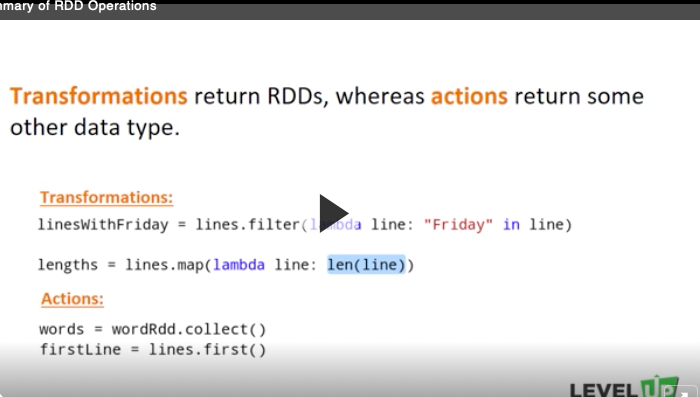 mmary of RDD Operations
Transformations return RDDs, whereas actions return some
other data type.
Transformations:
linesWithFriday = lines.filter(lambda line: "Friday" in line)
lengths = lines.map(lambda line: len(line))
Actions:
words = wordRdd.collect()
firstLine = lines.first()
LEVEL UP